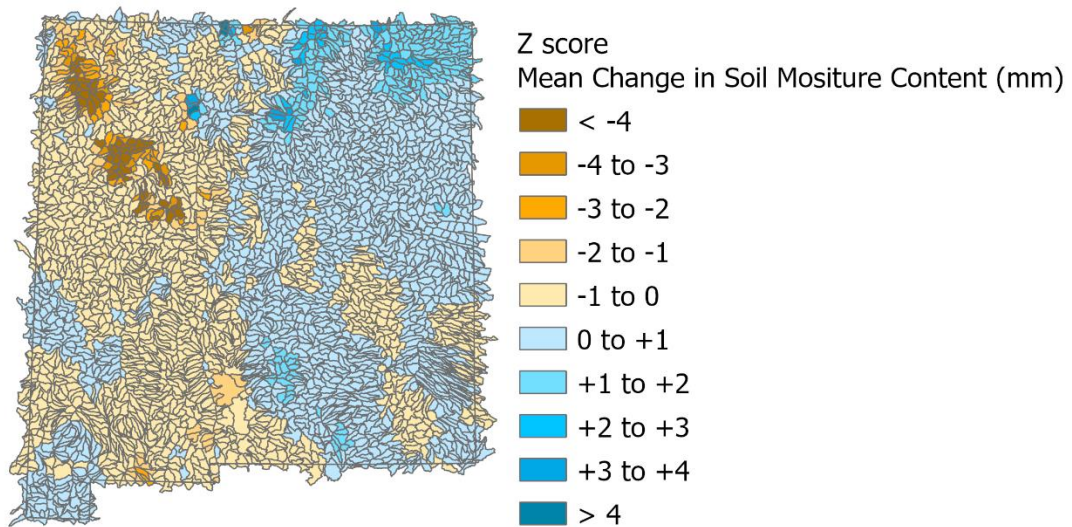 Z score
Mean Change in Soil Mositure Content (mm)
< -4
-4 to -3
-3 to -2
-2 to -1
-1 to 0
0 to +1
+1 to +2
+2 to +3
+3 to +4
> 4